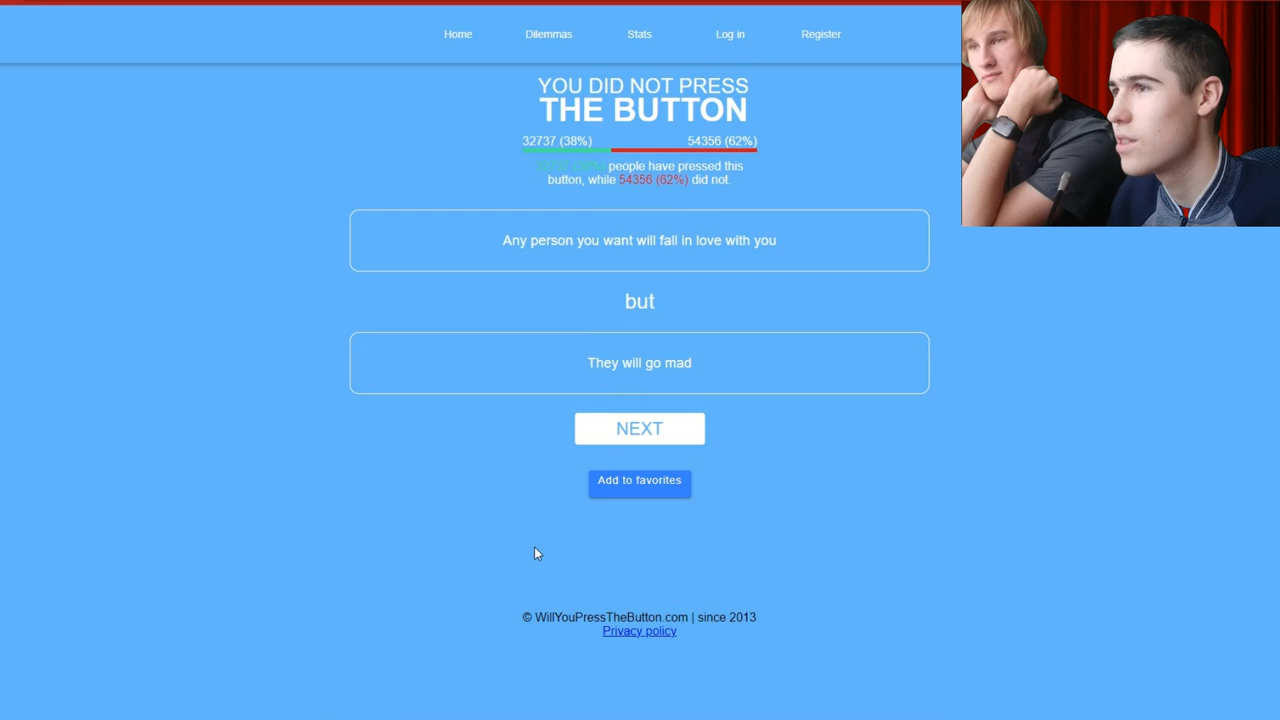 Home Dilemmas Stats Log in Register
YOU DID NOT PRESS
THE BUTTON
32737 (38%) 54356 (62%)
people have pressed this
button, while 54356 (62%) did not.
Any person you want will fall in love with you
but
They will go mad
NEXT
Add to favorites
© WillYouPressTheButton.com | since 2013
Privacy policy